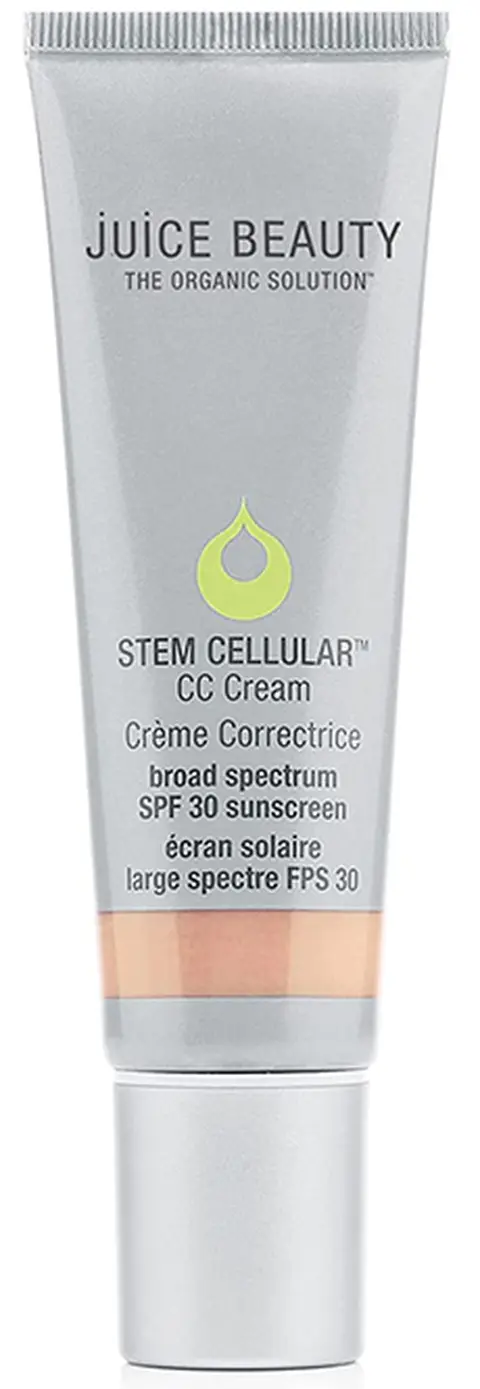 juice BEAUTY
THE ORGANIC SOLUTION™
STEM CELLULAR™
CC Cream
Crème Correctrice
broad spectrum
SPF 30 sunscreen
écran solaire
large spectre FPS 30